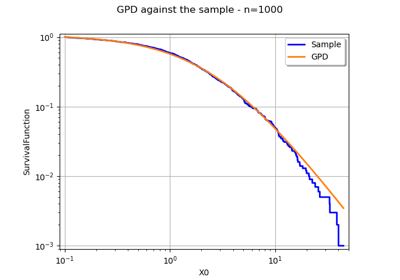 GPD against the sample - n=1000
10⁰
Sample
GPD
10⁻¹
SurvivalFunction
10⁻²
10⁻³
10⁻¹
10⁰
10¹
X0